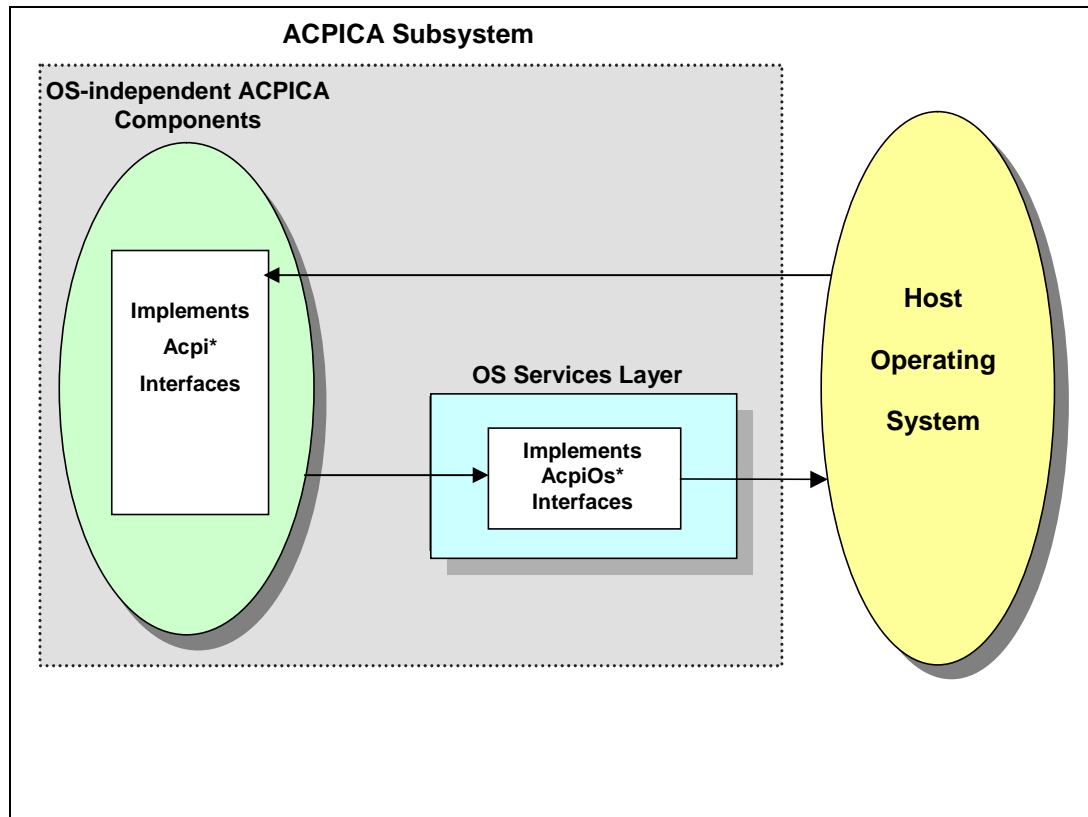 ACPICA Subsystem
OS-independent ACPICA
Components
Implements
Acpi*
Interfaces
OS Services Layer
Implements
AcpiOs*
Interfaces
Host
Operating
System